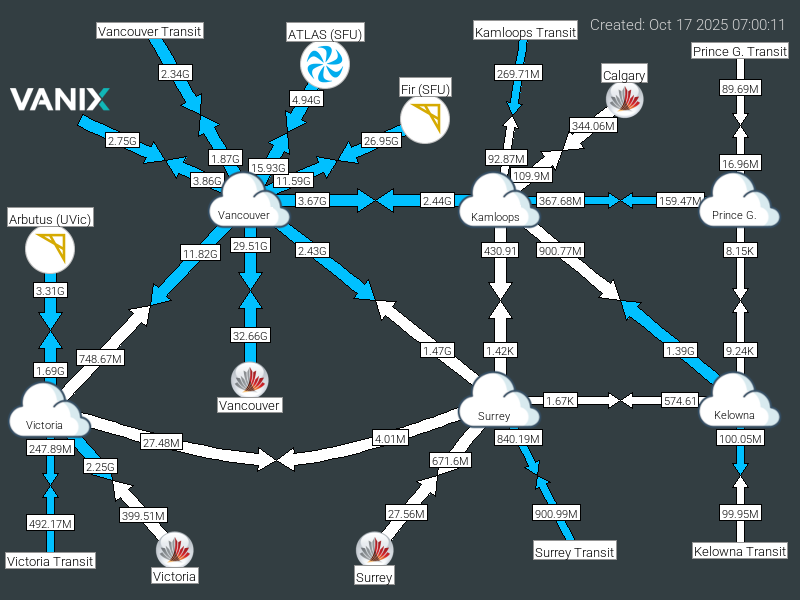 Created: Oct 17 2025 07:00:11
Vancouver Transit
ATLAS (SFU)
Kamloops Transit
Prince G. Transit
2.34G
269.71M
Calgary
Fir (SFU)
89.69M
VANIX
4.94G
344.06M
2.75G
26.95G
1.87G
92.87M
16.96M
15.93G
109.9M
3.86G
11.59G
3.67G
2.44G
367.68M
159.47M
Arbutus (UVic)
Vancouver
Kamloops
Prince G.
11.82G
29.51G
2.43G
430.91
900.77M
8.15K
3.31G
32.66G
748.67M
1.47G
1.42K
1.39G
9.24K
1.69G
Vancouver
1.67K
574.61
Victoria
Surrey
Kelowna
27.48M
4.01M
840.19M
100.05M
247.89M
2.25G
671.6M
399.51M
27.56M
900.99M
99.95M
492.17M
Victoria Transit
Victoria
Surrey
Surrey Transit
Kelowna Transit